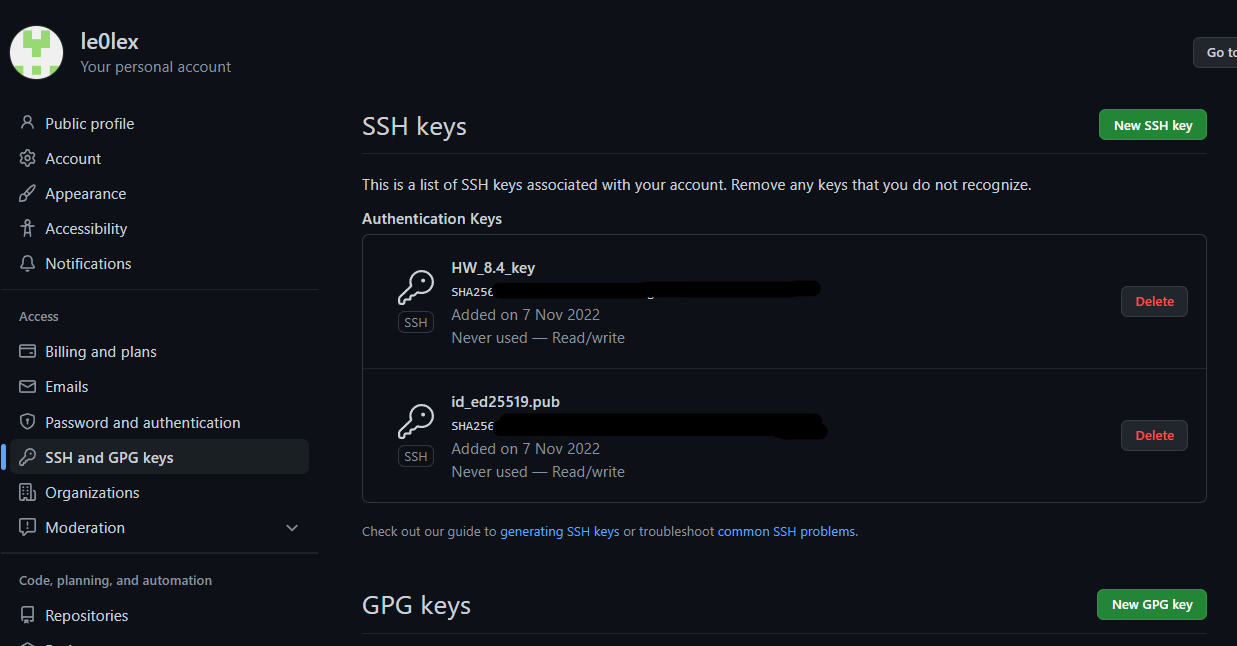 le0lex
Your personal account
Go to
Public profile
Account
Appearance
Accessibility
Notifications
Access
Billing and plans
Emails
Password and authentication
SSH and GPG keys
Organizations
Moderation
Code, planning, and automation
Repositories
SSH keys
New SSH key
This is a list of SSH keys associated with your account. Remove any keys that you do not recognize.
Authentication Keys
HW_8.4_key
SHA256
Added on 7 Nov 2022
Never used — Read/write
SSH
Delete
id_ed25519.pub
SHA256
Added on 7 Nov 2022
Never used — Read/write
SSH
Delete
Check out our guide to generating SSH keys or troubleshoot common SSH problems.
GPG keys
New GPG key